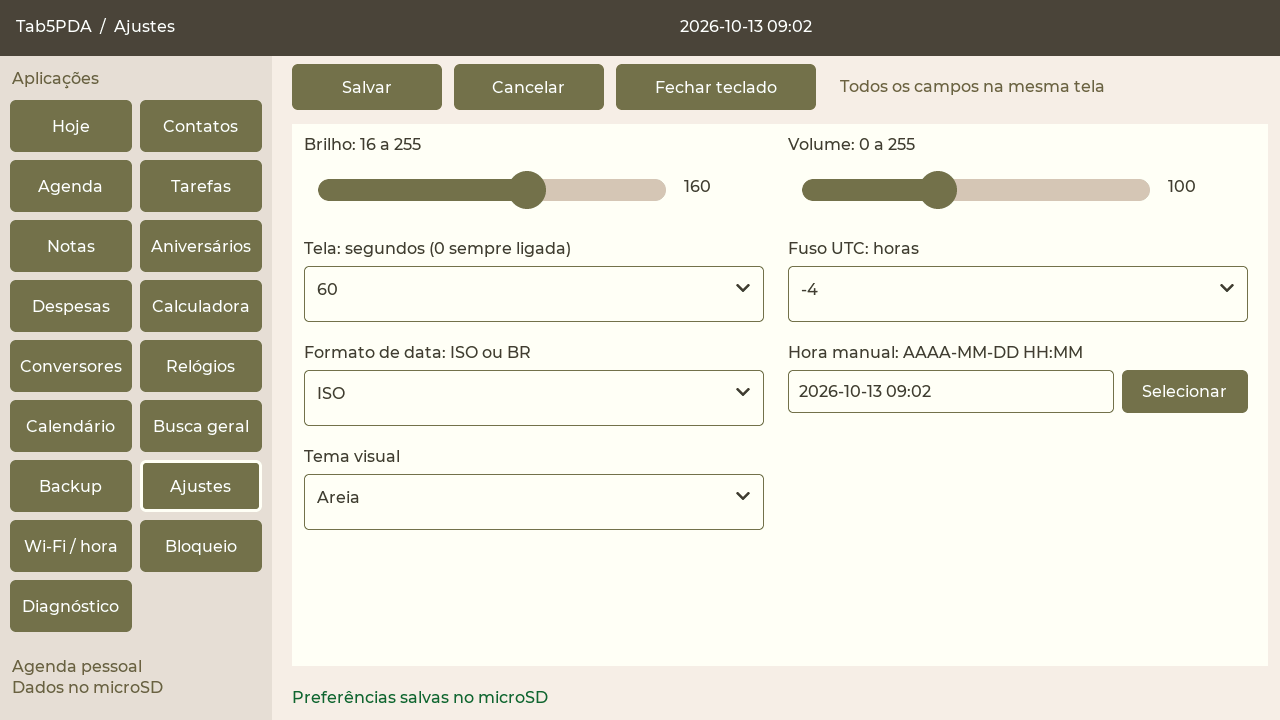 Tab5PDA / Ajustes
2026-10-13 09:02
Aplicações
Hoje
Contatos
Agenda
Tarefas
Notas
Aniversários
Despesas
Calculadora
Conversores
Relógios
Calendário
Busca geral
Backup
Ajustes
Wi-Fi / hora
Bloqueio
Diagnóstico
Agenda pessoal
Dados no microSD
Salvar
Cancelar
Fechar teclado
Todos os campos na mesma tela
Brilho: 16 a 255
160
Volume: 0 a 255
100
Tela: segundos (0 sempre ligada)
60
Fuso UTC: horas
-4
Formato de data: ISO ou BR
ISO
Hora manual: AAAA-MM-DD HH:MM
2026-10-13 09:02
Selecionar
Tema visual
Areia
Preferências salvas no microSD